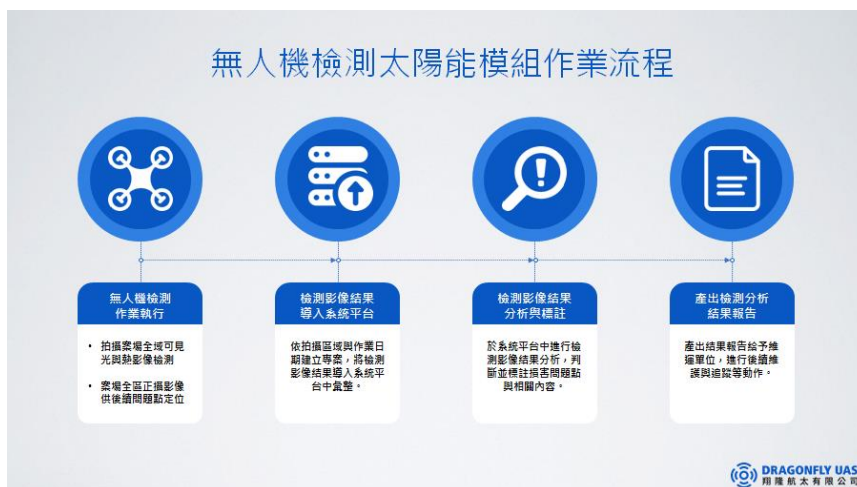 無人機檢測太陽能模組作業流程
無人機檢測
作業執行
• 拍攝案場全域可見
光與熱影像檢測
• 案場全區正攝影像
供後續問題點定位
檢測影像結果
導入系統平台
依拍攝區域與作業日
期建立專案，將檢測
影像結果導入系統平
台中彙整。
檢測影像結果
分析與標註
於系統平台中進行檢
測影像結果分析，判
斷並標註損害問題點
與相關內容。
產出檢測分析
結果報告
產出結果報告給予維
運單位，進行後續維
護與追蹤等動作。
DRAGONFLY UAS
翔隆航太有限公司